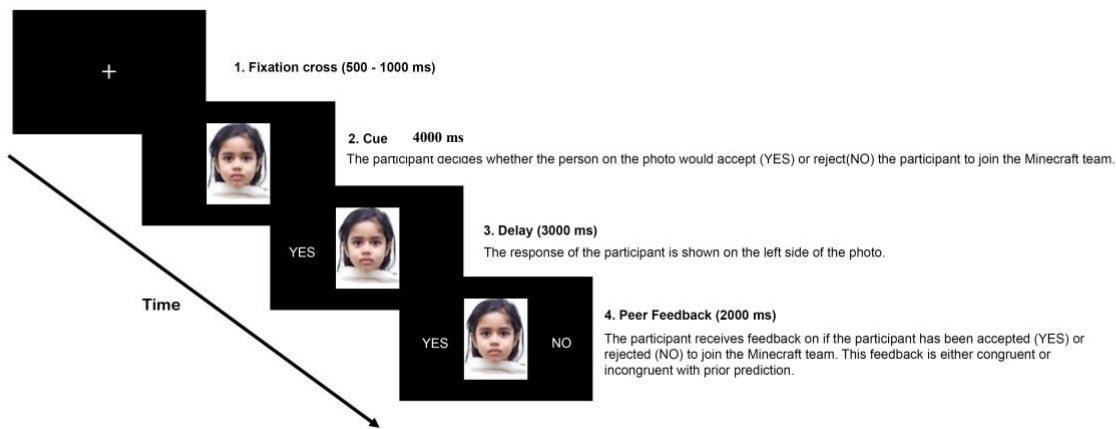 +
1. Fixation cross (500 - 1000 ms)
2. Cue 4000 ms
The participant decides whether the person on the photo would accept (YES) or reject(NO) the participant to join the Minecraft team.
3. Delay (3000 ms)
YES
The response of the participant is shown on the left side of the photo.
Time
4. Peer Feedback (2000 ms)
YES NO
The participant receives feedback on if the participant has been accepted (YES) or
rejected (NO) to join the Minecraft team. This feedback is either congruent or
incongruent with prior prediction.